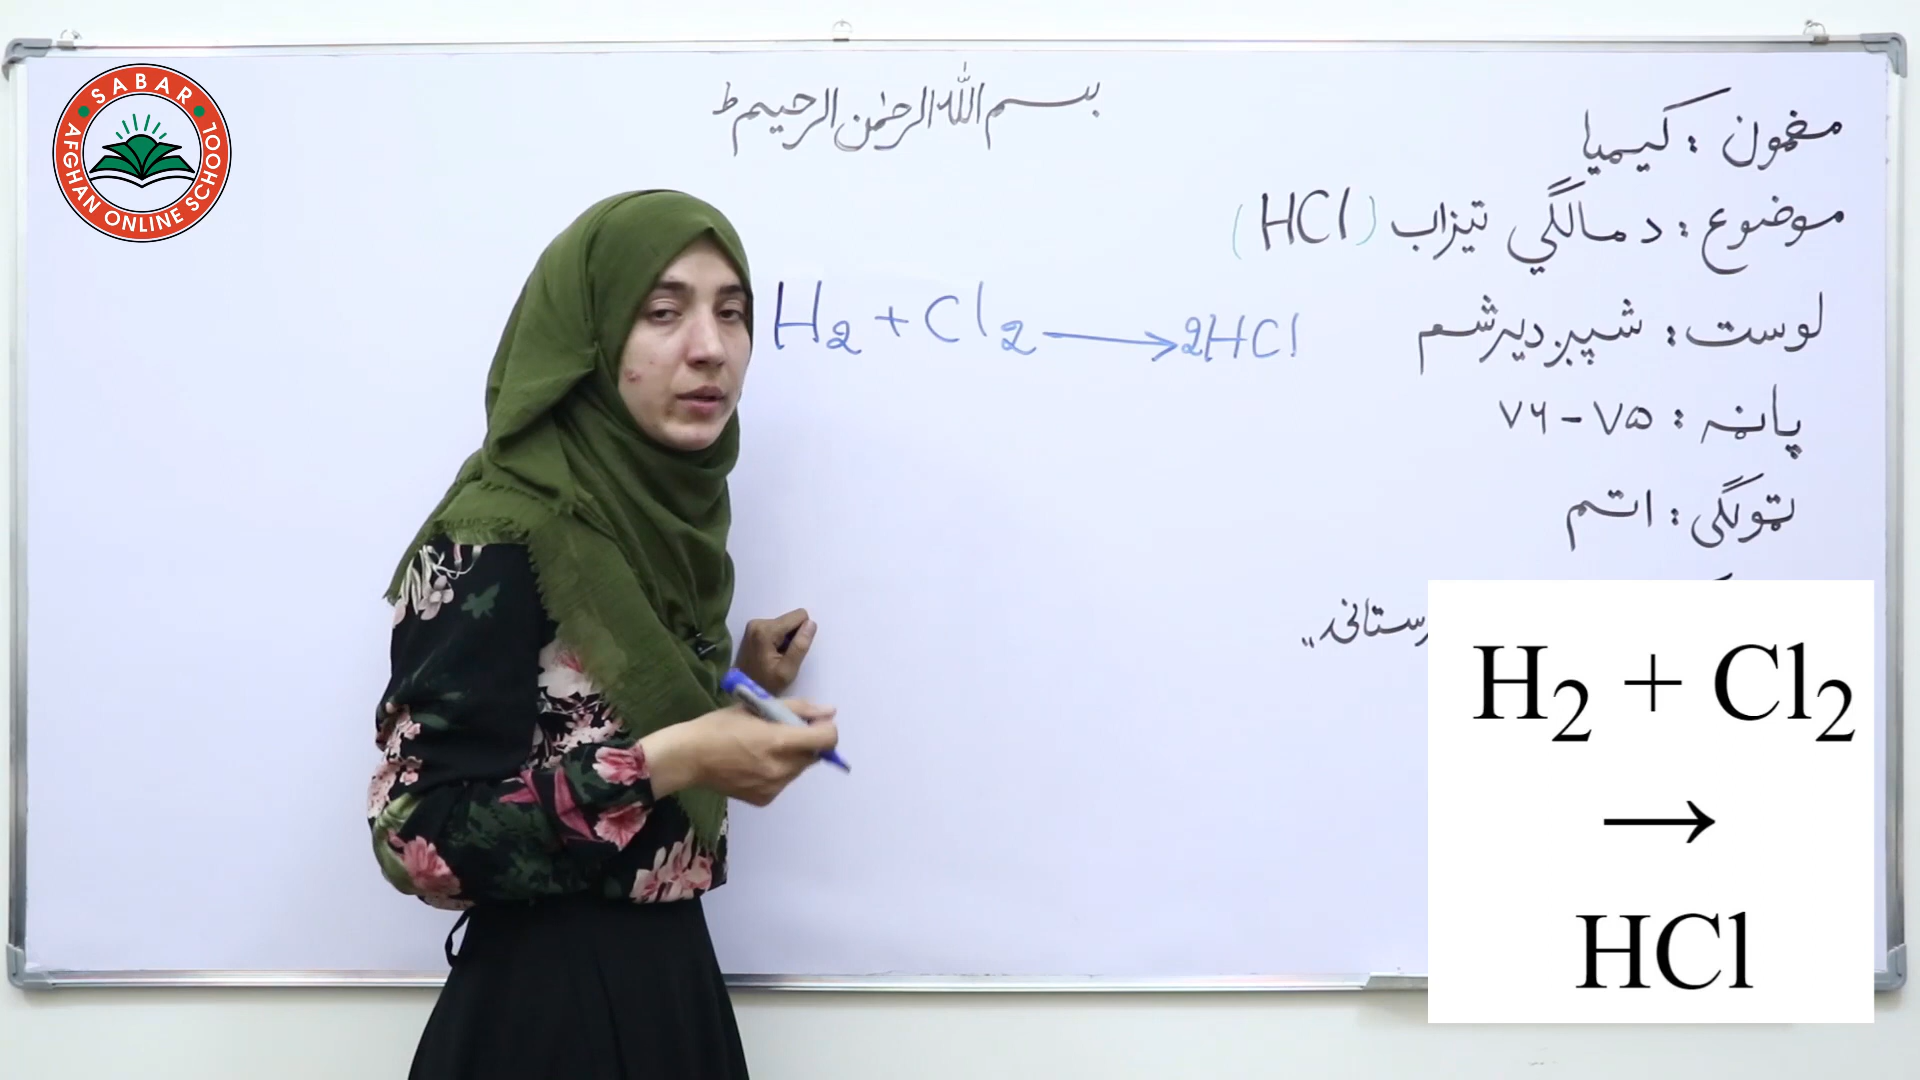 SABAR
AFGHAN ONLINE SCHOOL
بسم الله الرحمن الرحيم
مضمون : کیمیا
موضوع : د مالګي تیزاب (HCl)
H₂ + Cl₂ → 2HCl
لوست : شپږدیرشم
پاڼه : ۷۵ - ۷۶
ټولګی : اتم
H₂ + Cl₂
→
HCl